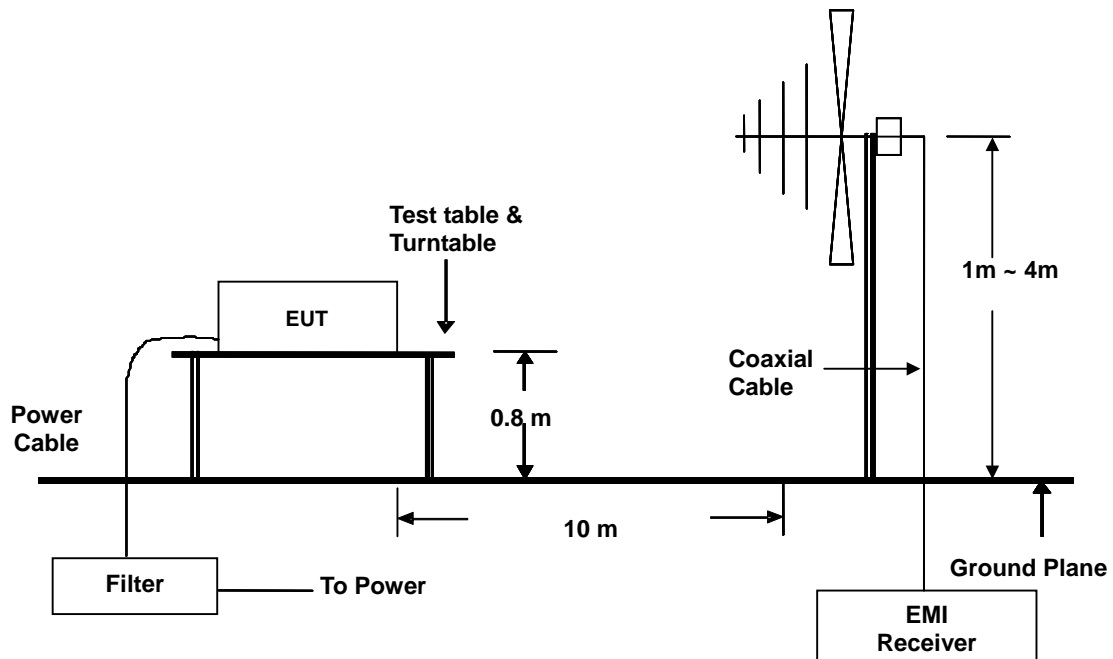 Test table &
Turntable
EUT
1m ~ 4m
Coaxial
Cable
0.8 m
Power
Cable
10 m
Filter
To Power
Ground Plane
EMI
Receiver